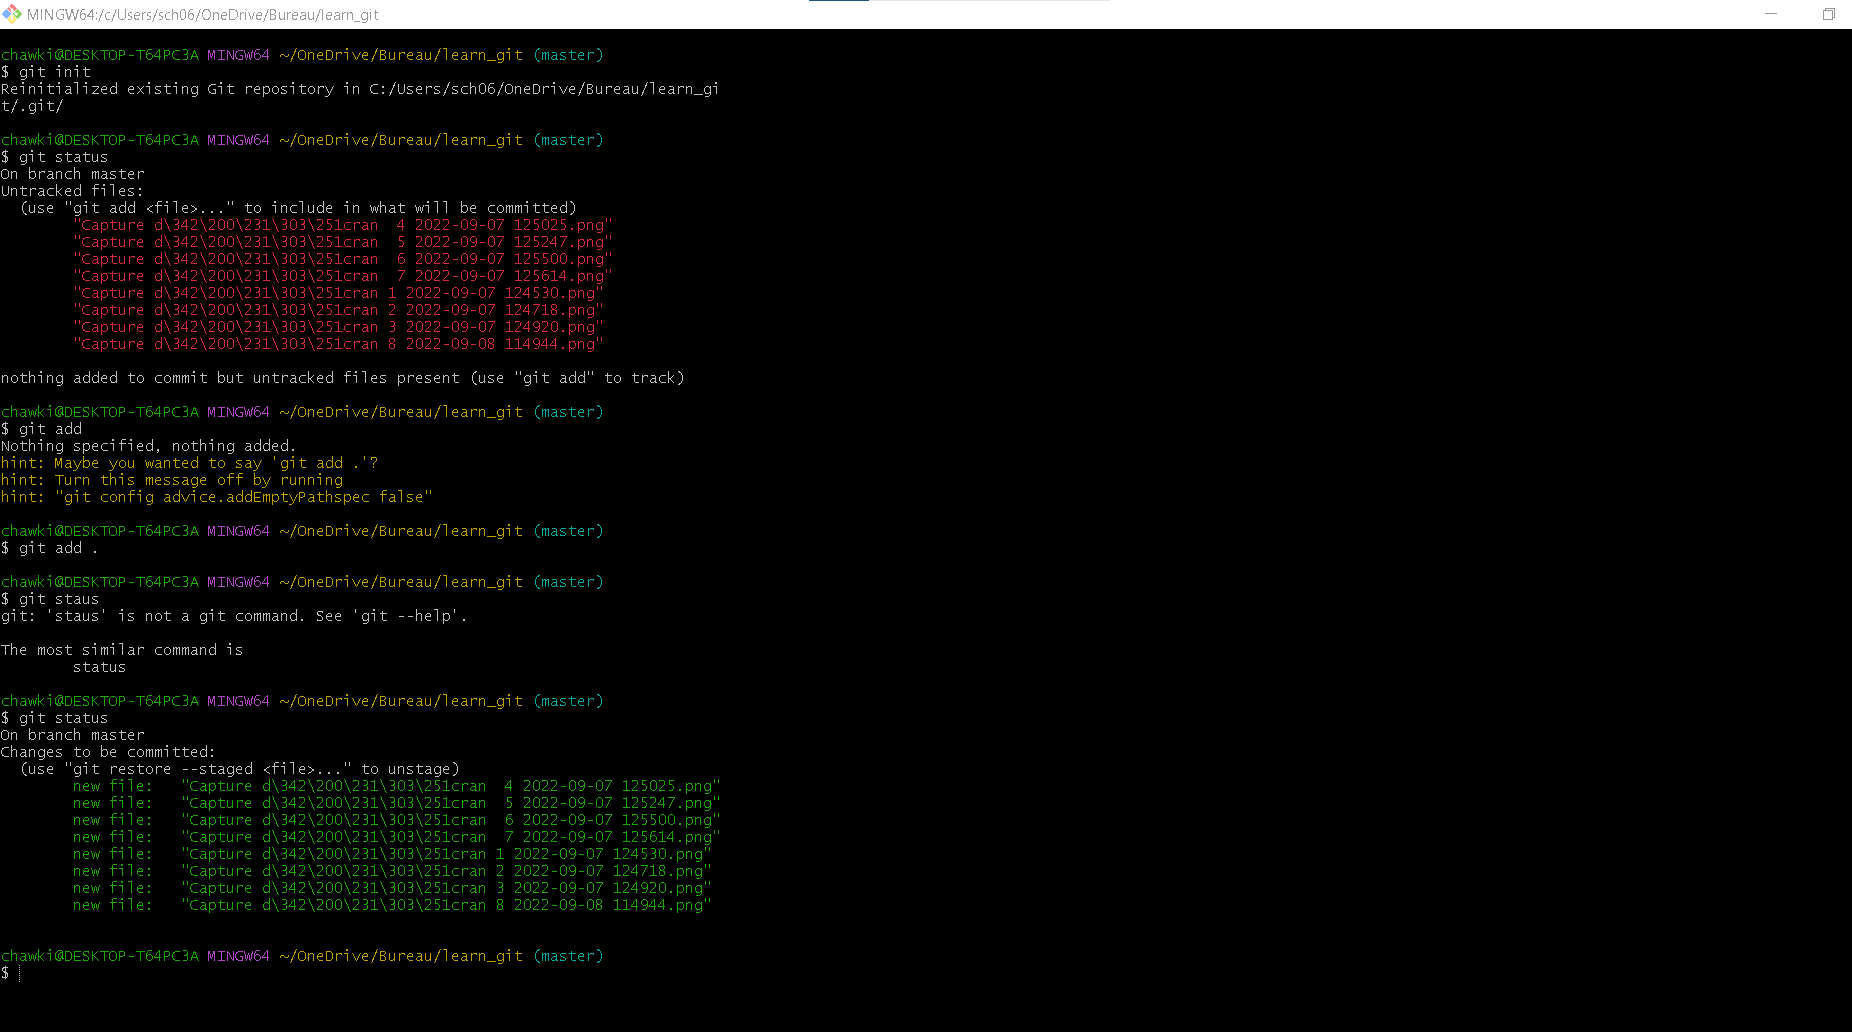 MINGW64:/c/Users/sch06/OneDrive/Bureau/learn_git
chawki@DESKTOP-T64PC3A MINGW64 ~/OneDrive/Bureau/learn_git (master)
$ git init
Reinitialized existing Git repository in C:/Users/sch06/OneDrive/Bureau/learn_gi
t/.git/
chawki@DESKTOP-T64PC3A MINGW64 ~/OneDrive/Bureau/learn_git (master)
$ git status
On branch master
Untracked files:
  (use "git add <file>..." to include in what will be committed)
        "Capture d\342\200\231\303\251cran  4 2022-09-07 125025.png"
        "Capture d\342\200\231\303\251cran  5 2022-09-07 125247.png"
        "Capture d\342\200\231\303\251cran  6 2022-09-07 125500.png"
        "Capture d\342\200\231\303\251cran  7 2022-09-07 125614.png"
        "Capture d\342\200\231\303\251cran 1 2022-09-07 124530.png"
        "Capture d\342\200\231\303\251cran 2 2022-09-07 124718.png"
        "Capture d\342\200\231\303\251cran 3 2022-09-07 124920.png"
        "Capture d\342\200\231\303\251cran 8 2022-09-08 114944.png"
nothing added to commit but untracked files present (use "git add" to track)
chawki@DESKTOP-T64PC3A MINGW64 ~/OneDrive/Bureau/learn_git (master)
$ git add
Nothing specified, nothing added.
hint: Maybe you wanted to say 'git add .'?
hint: Turn this message off by running
hint: "git config advice.addEmptyPathspec false"
chawki@DESKTOP-T64PC3A MINGW64 ~/OneDrive/Bureau/learn_git (master)
$ git add .
chawki@DESKTOP-T64PC3A MINGW64 ~/OneDrive/Bureau/learn_git (master)
$ git staus
git: 'staus' is not a git command. See 'git --help'.
The most similar command is
        status
chawki@DESKTOP-T64PC3A MINGW64 ~/OneDrive/Bureau/learn_git (master)
$ git status
On branch master
Changes to be committed:
  (use "git restore --staged <file>..." to unstage)
        new file:   "Capture d\342\200\231\303\251cran  4 2022-09-07 125025.png"
        new file:   "Capture d\342\200\231\303\251cran  5 2022-09-07 125247.png"
        new file:   "Capture d\342\200\231\303\251cran  6 2022-09-07 125500.png"
        new file:   "Capture d\342\200\231\303\251cran  7 2022-09-07 125614.png"
        new file:   "Capture d\342\200\231\303\251cran 1 2022-09-07 124530.png"
        new file:   "Capture d\342\200\231\303\251cran 2 2022-09-07 124718.png"
        new file:   "Capture d\342\200\231\303\251cran 3 2022-09-07 124920.png"
        new file:   "Capture d\342\200\231\303\251cran 8 2022-09-08 114944.png"
chawki@DESKTOP-T64PC3A MINGW64 ~/OneDrive/Bureau/learn_git (master)
$